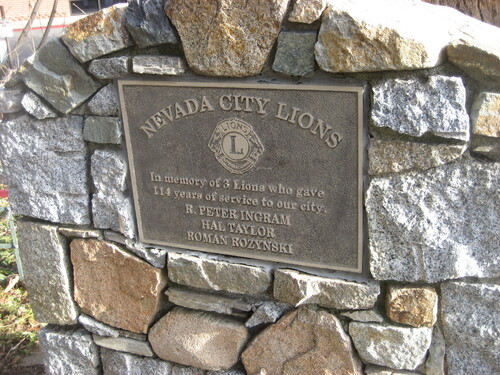 NEVADA CITY LIONS
LIONS
L
In memory of 3 Lions who gave
114 years of service to our city.
R. PETER INGRAM
HAL TAYLOR
ROMAN ROZYNSKI